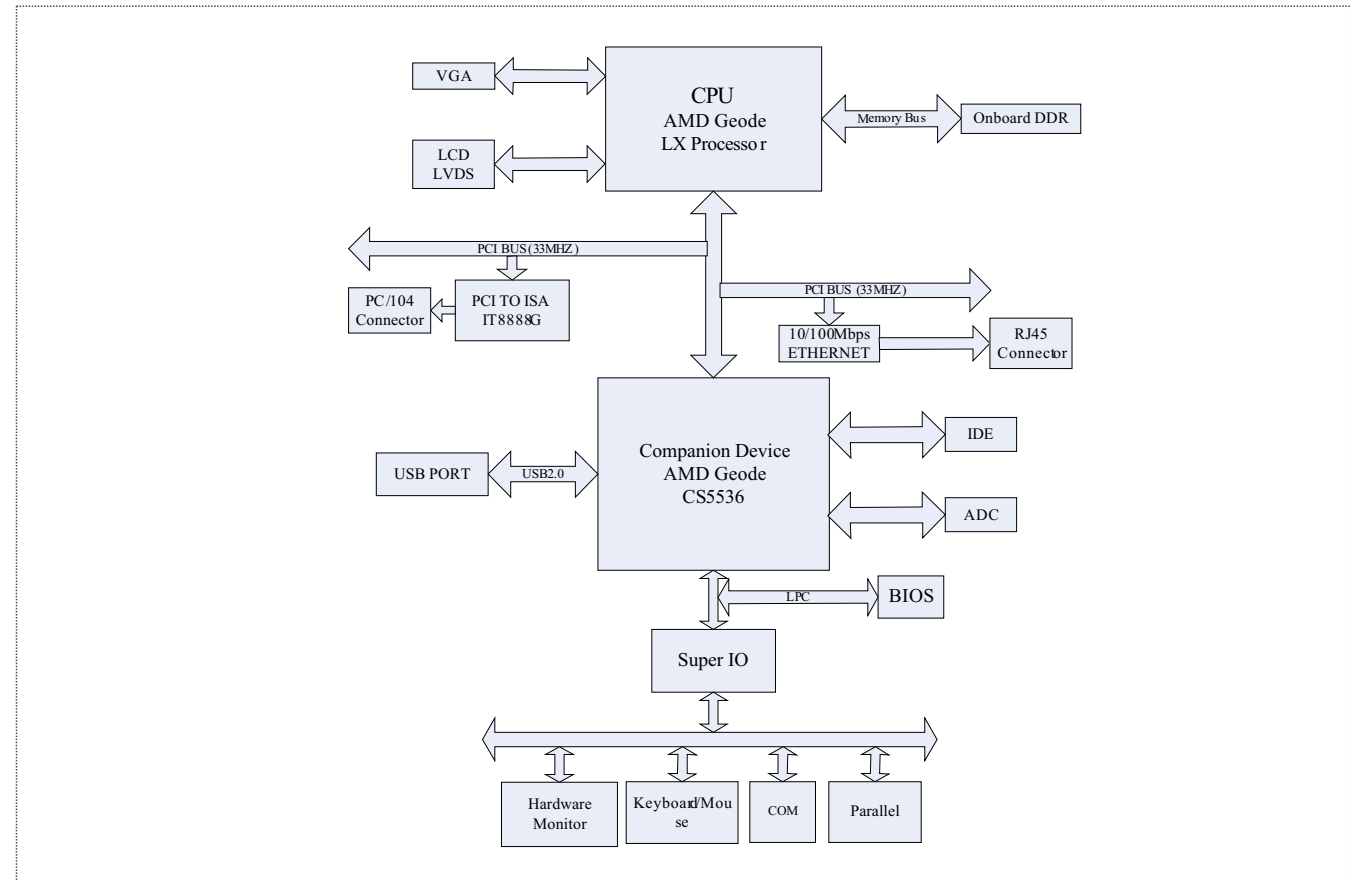 VGA
CPU
AMD Geode
LX Processor
Memory Bus
Onboard DDR
LCD
LVDS
PCI BUS (33MHZ)
PCI BUS (33MHZ)
PC/104
Connector
PCI TO ISA
IT8888G
10/100Mbps
ETHERNET
RJ45
Connector
Companion Device
AMD Geode
CS5536
IDE
USB PORT
USB2.0
ADC
LPC
BIOS
Super IO
Hardware
Monitor
Keyboard/Mou
se
COM
Parallel